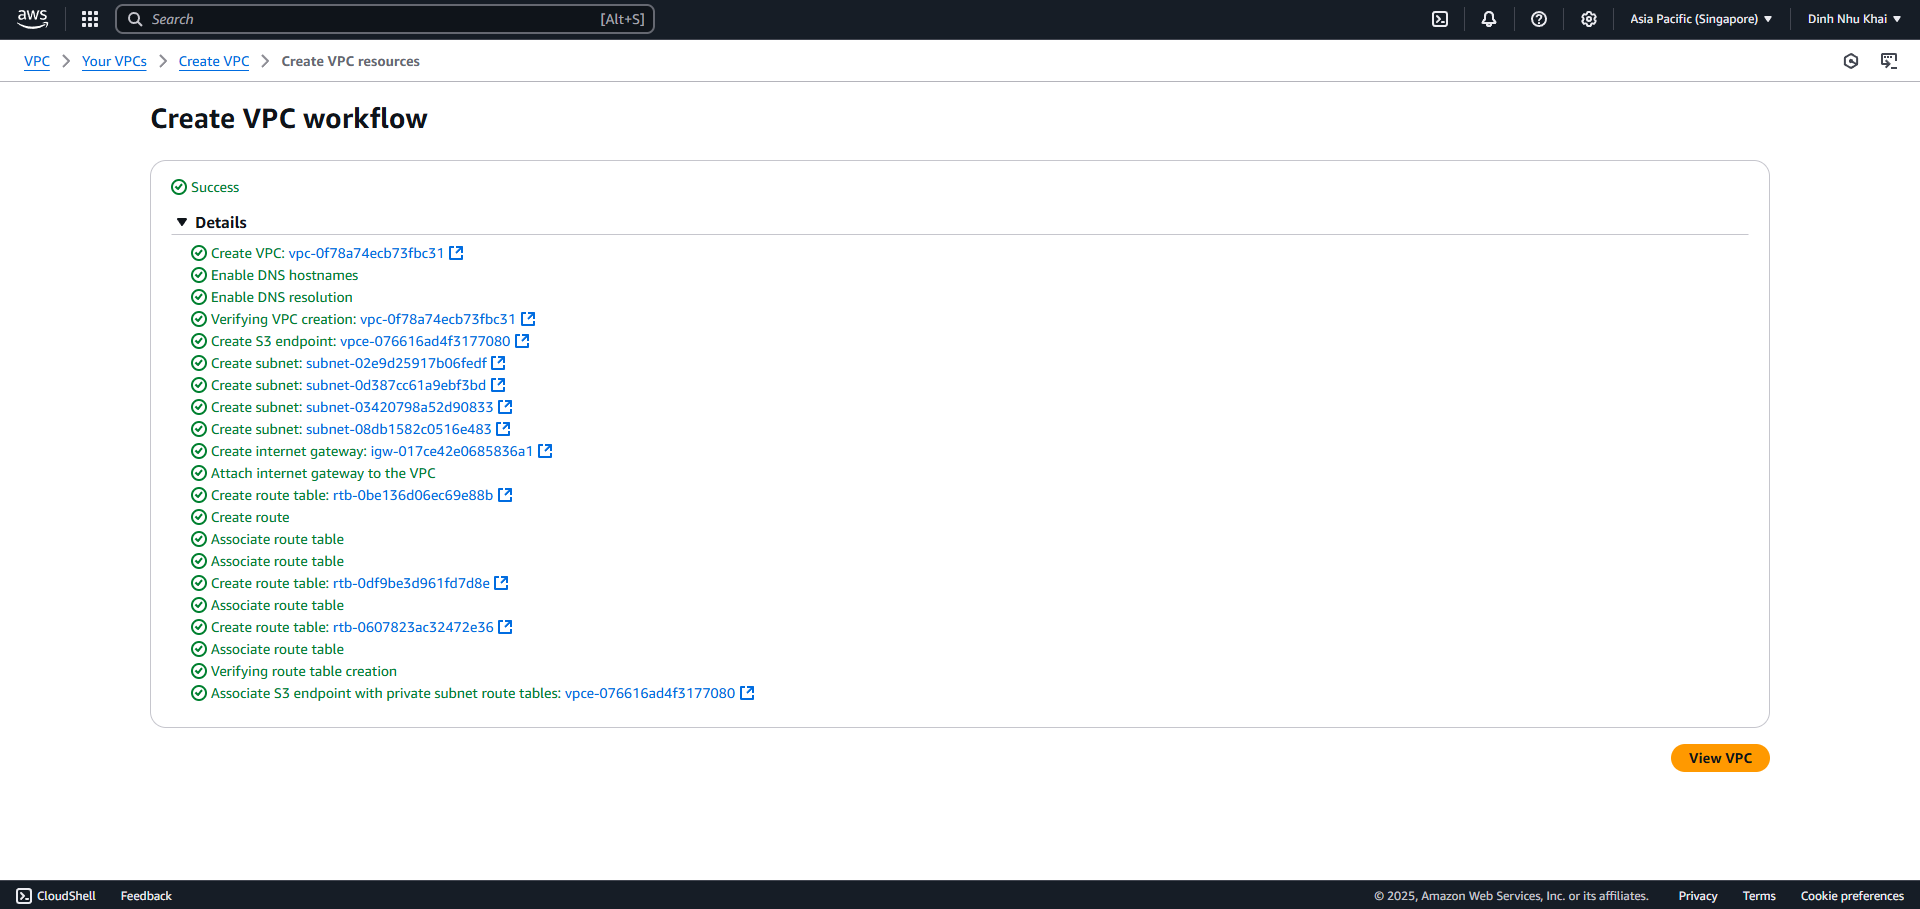 aws
Search [Alt+S]
Asia Pacific (Singapore)
Dinh Nhu Khai
VPC
Your VPCs
Create VPC
Create VPC resources
Create VPC workflow
Success
Details
Create VPC: vpc-0f78a74ecb73fbc31
Enable DNS hostnames
Enable DNS resolution
Verifying VPC creation: vpc-0f78a74ecb73fbc31
Create S3 endpoint: vpce-076616ad4f3177080
Create subnet: subnet-02e9d25917b06fedf
Create subnet: subnet-0d387cc61a9ebf3bd
Create subnet: subnet-03420798a52d90833
Create subnet: subnet-08db1582c0516e483
Create internet gateway: igw-017ce42e0685836a1
Attach internet gateway to the VPC
Create route table: rtb-0be136d06ec69e88b
Create route
Associate route table
Associate route table
Create route table: rtb-0df9be3d961fd7d8e
Associate route table
Create route table: rtb-0607823ac32472e36
Associate route table
Verifying route table creation
Associate S3 endpoint with private subnet route tables: vpce-076616ad4f3177080
View VPC
CloudShell
Feedback
© 2025, Amazon Web Services, Inc. or its affiliates.
Privacy
Terms
Cookie preferences